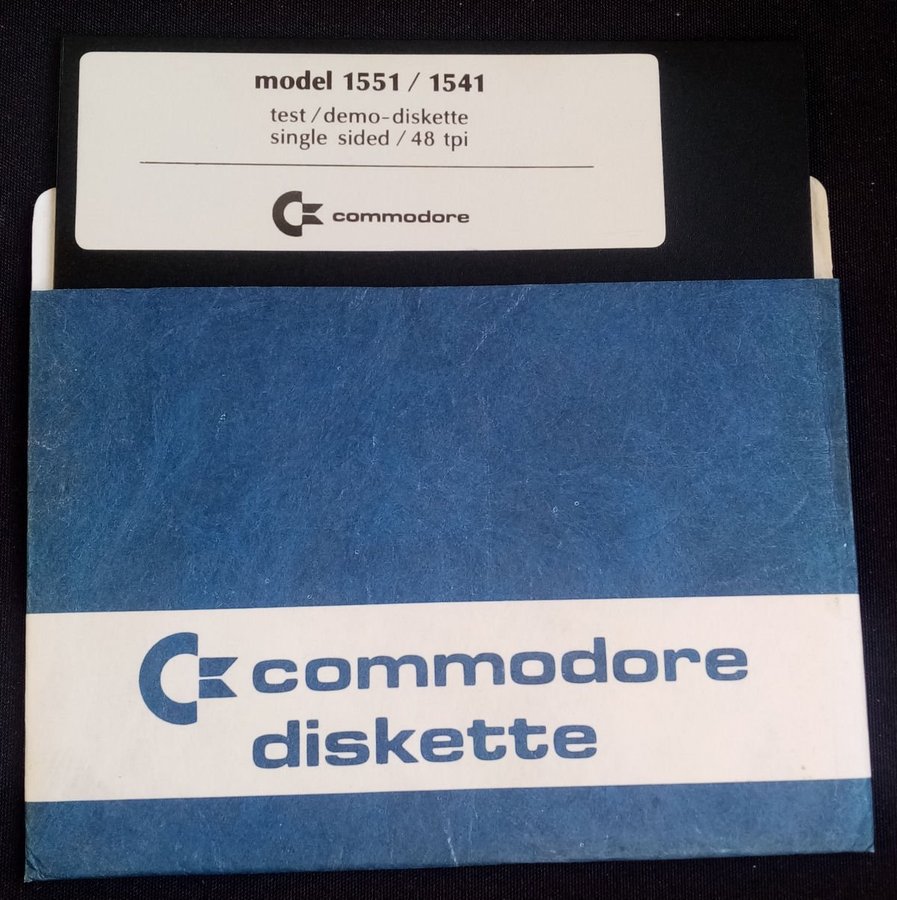 model 1551 / 1541
test / demo-diskette
single sided / 48 tpi
commodore
commodore
diskette